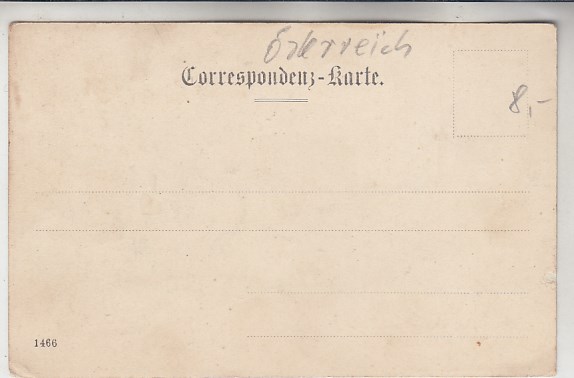 Österreich
Correspondenz-Karte.
8,-
1466